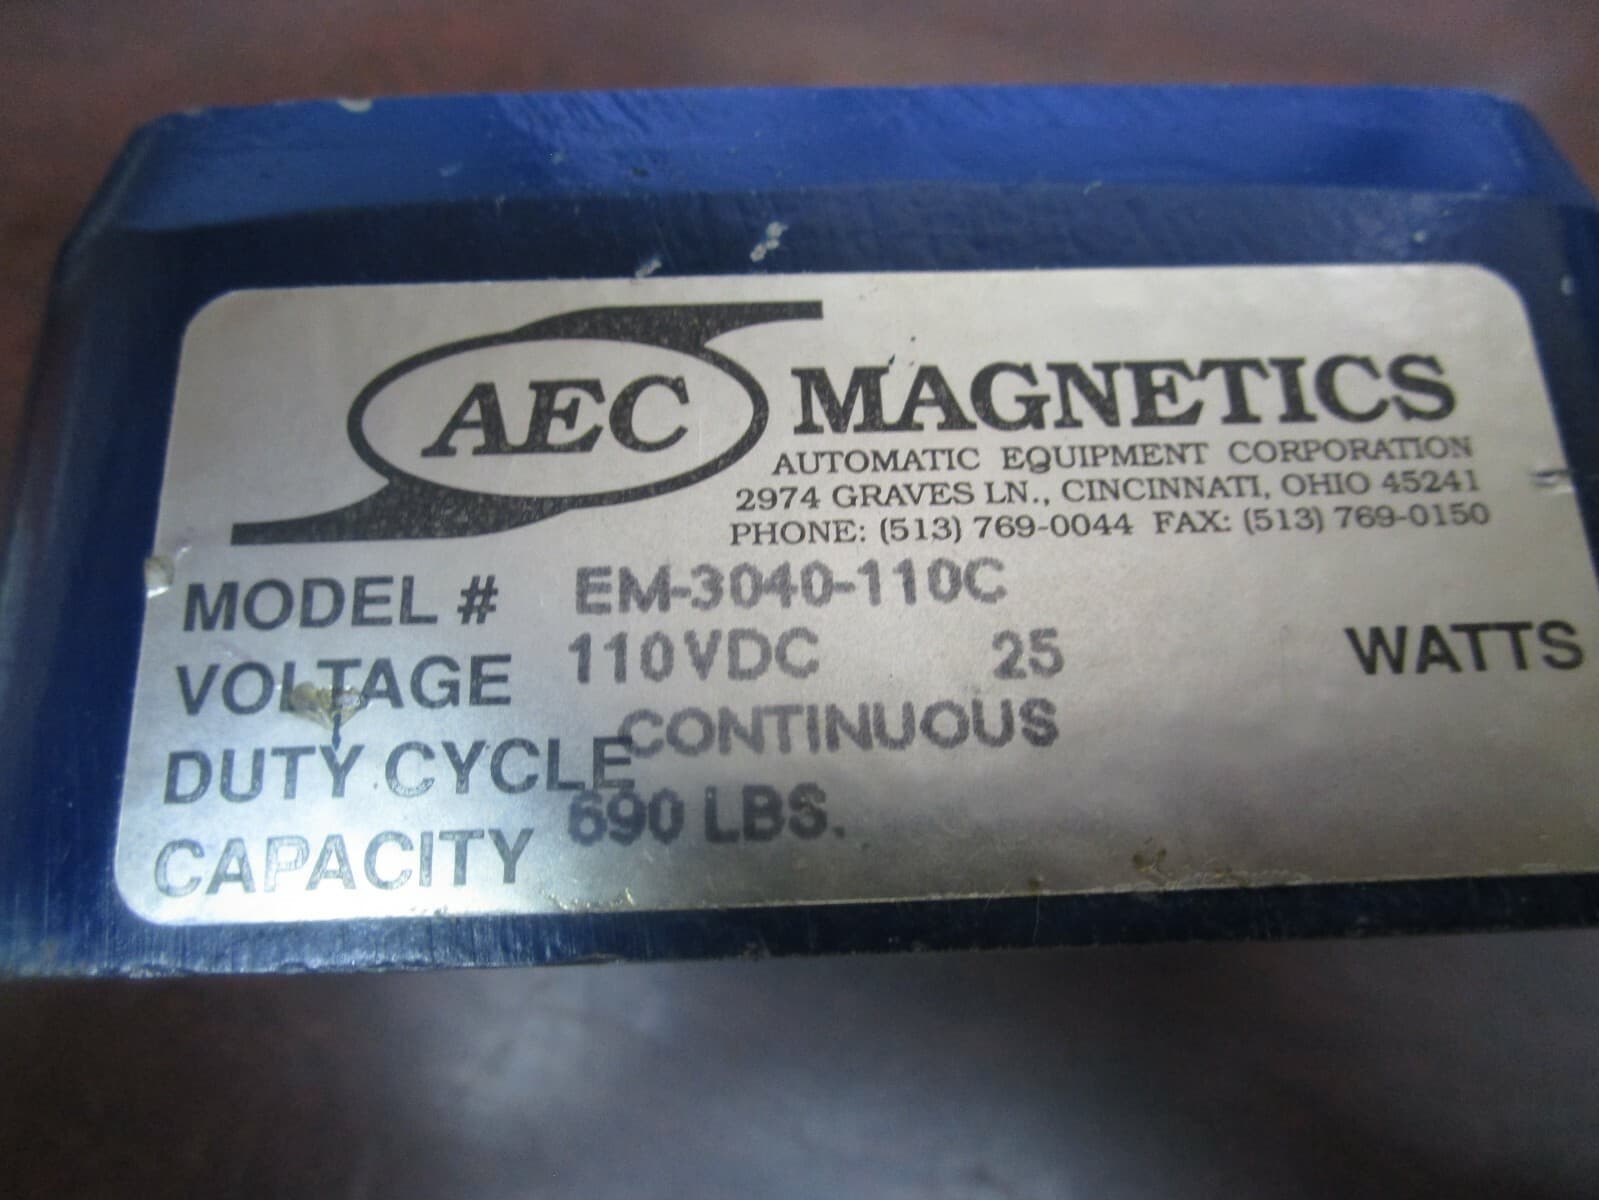 AEC MAGNETICS
AUTOMATIC EQUIPMENT CORPORATION
2974 GRAVES LN., CINCINNATI, OHIO 45241
PHONE: (513) 769-0044 FAX: (513) 769-0150
MODEL # EM-3040-110C
VOLTAGE 110VDC 25 WATTS
DUTY CYCLE CONTINUOUS
CAPACITY 690 LBS.